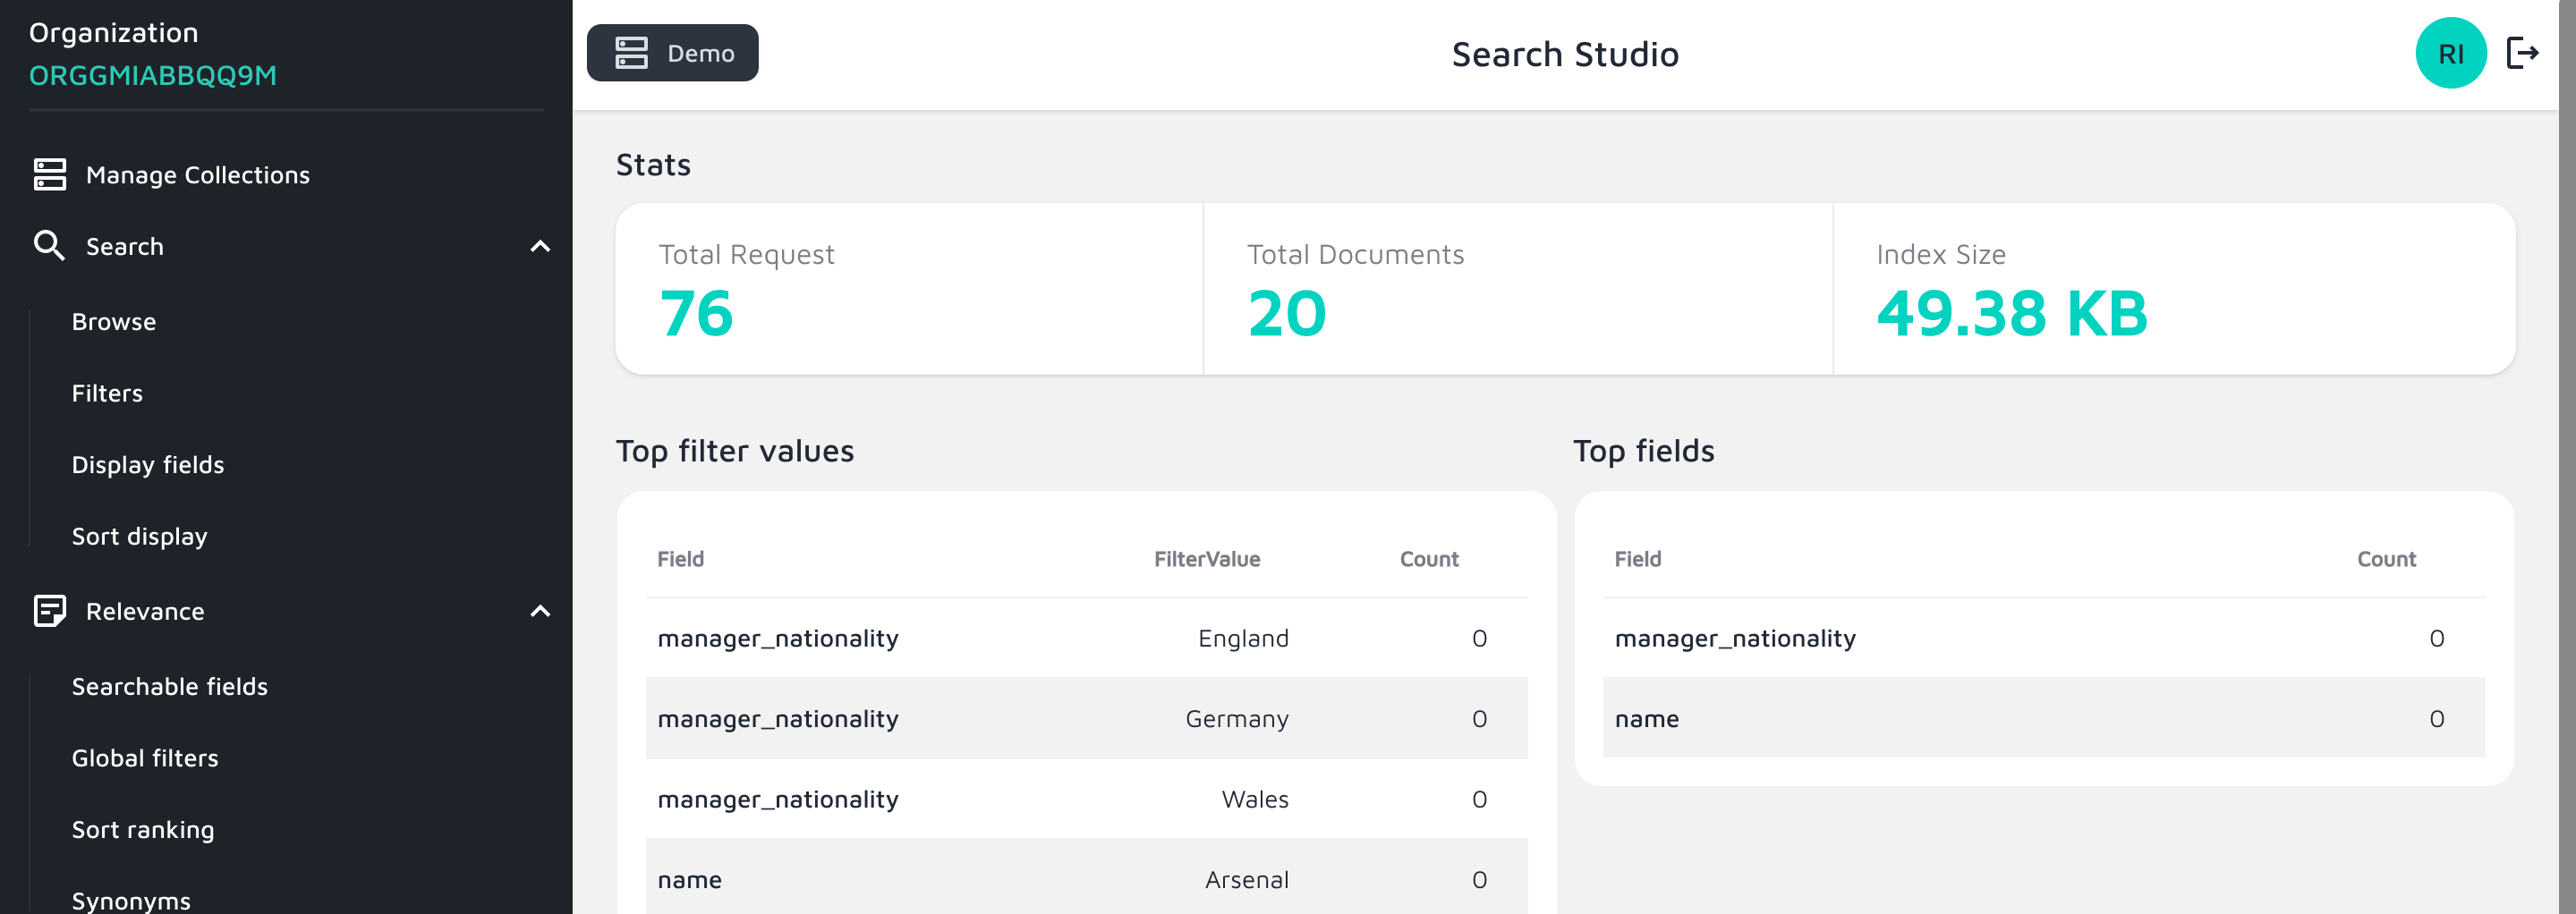 Organization
ORGGMIABBQQ9M
Manage Collections
Search
Browse
Filters
Display fields
Sort display
Relevance
Searchable fields
Global filters
Sort ranking
Synonyms
Demo
Search Studio
RI
Stats
Total Request
76
Total Documents
20
Index Size
49.38 KB
Top filter values
Field FilterValue Count
manager_nationality England 0
manager_nationality Germany 0
manager_nationality Wales 0
name Arsenal 0
Top fields
Field Count
manager_nationality 0
name 0